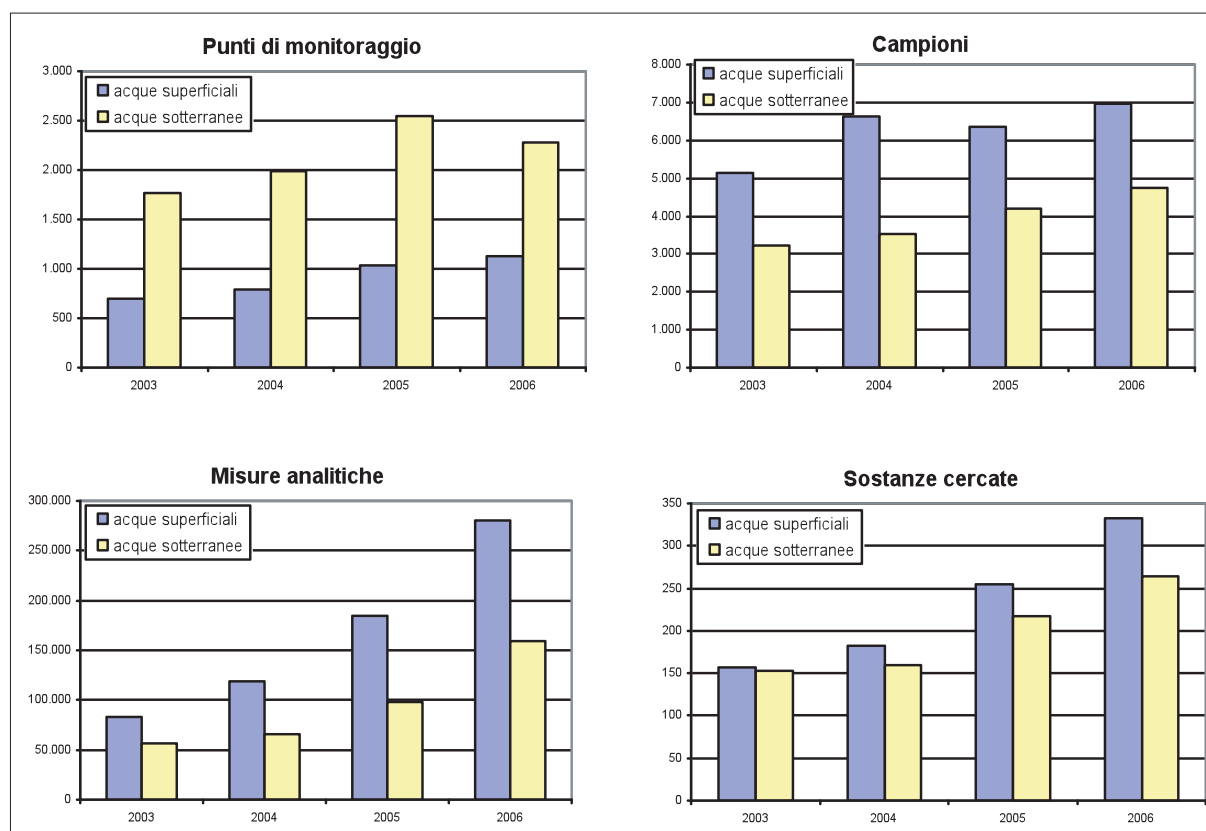 Punti di monitoraggio
3.000
2.500
2.000
1.500
1.000
500
0
acque superficiali
acque sotterranee
2003 2004 2005 2006
Campioni
8.000
7.000
6.000
5.000
4.000
3.000
2.000
1.000
0
acque superficiali
acque sotterranee
2003 2004 2005 2006
Misure analitiche
300.000
250.000
200.000
150.000
100.000
50.000
0
acque superficiali
acque sotterranee
2003 2004 2005 2006
Sostanze cercate
350
300
250
200
150
100
50
0
acque superficiali
acque sotterranee
2003 2004 2005 2006